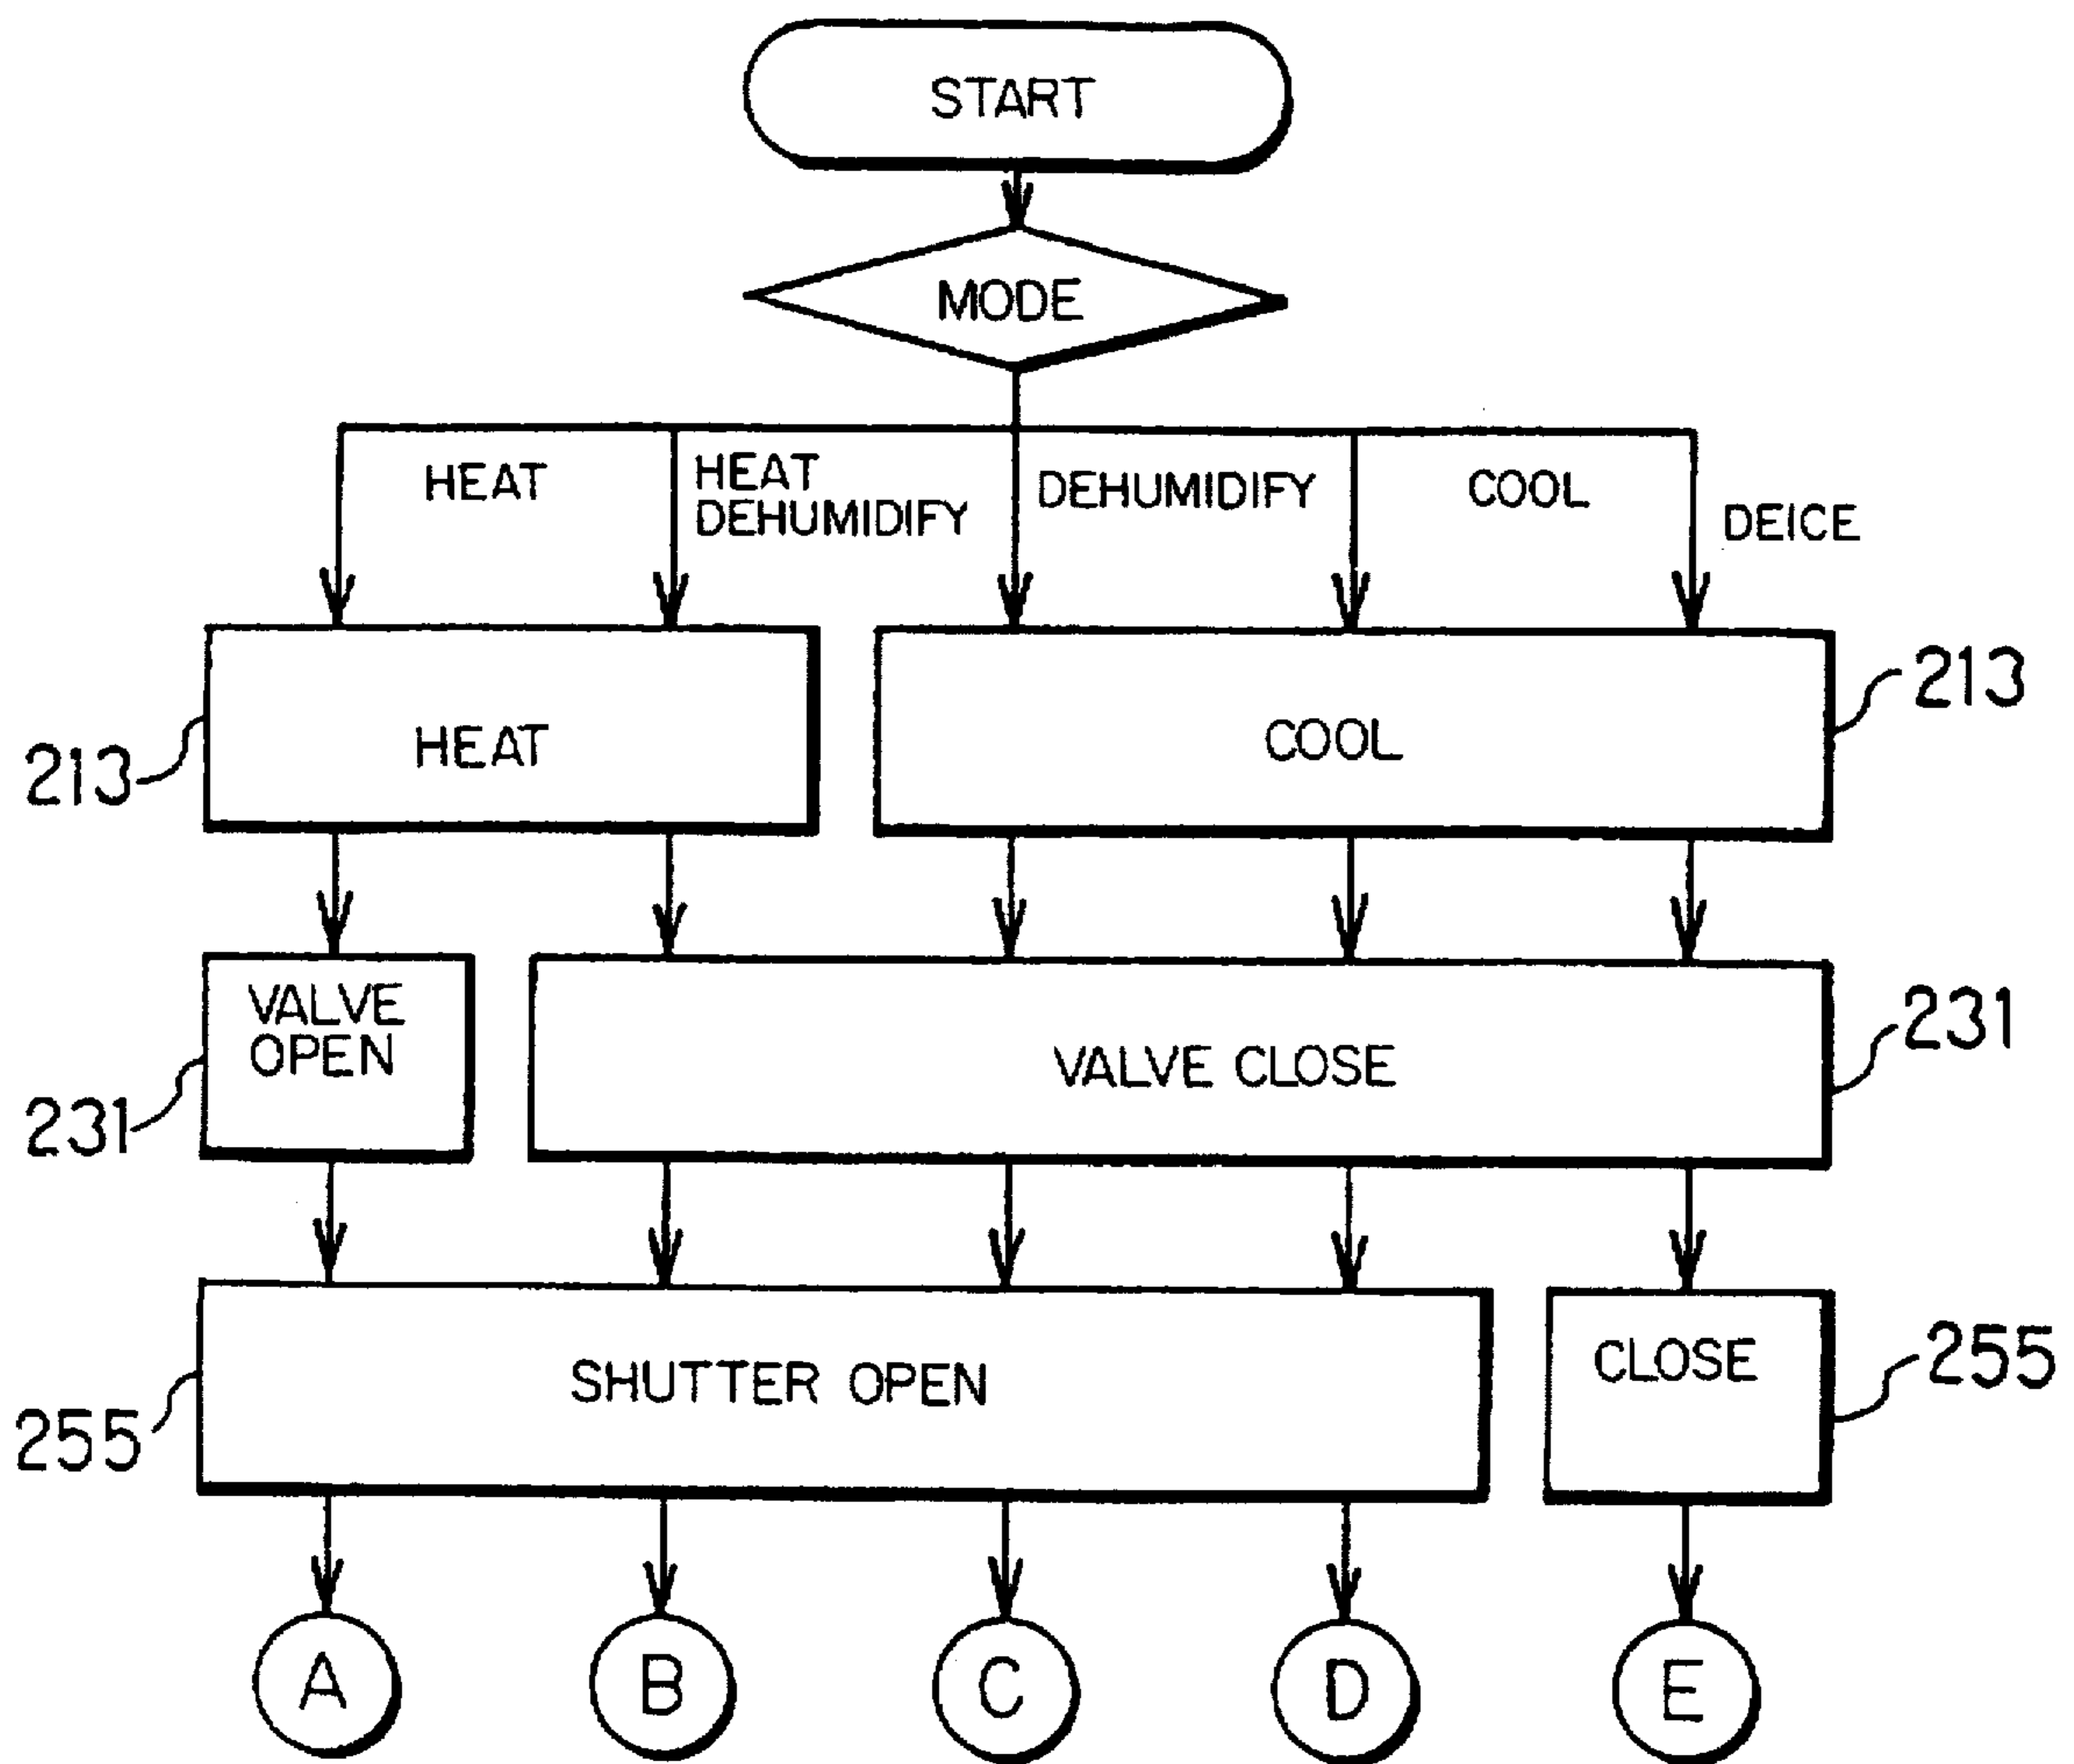 START
MODE
HEAT
HEAT
DEHUMIDIFY
DEHUMIDIFY
COOL
DEICE
213
HEAT
COOL
213
231
VALVE
OPEN
VALVE CLOSE
231
255
SHUTTER OPEN
CLOSE
255
A
B
C
D
E